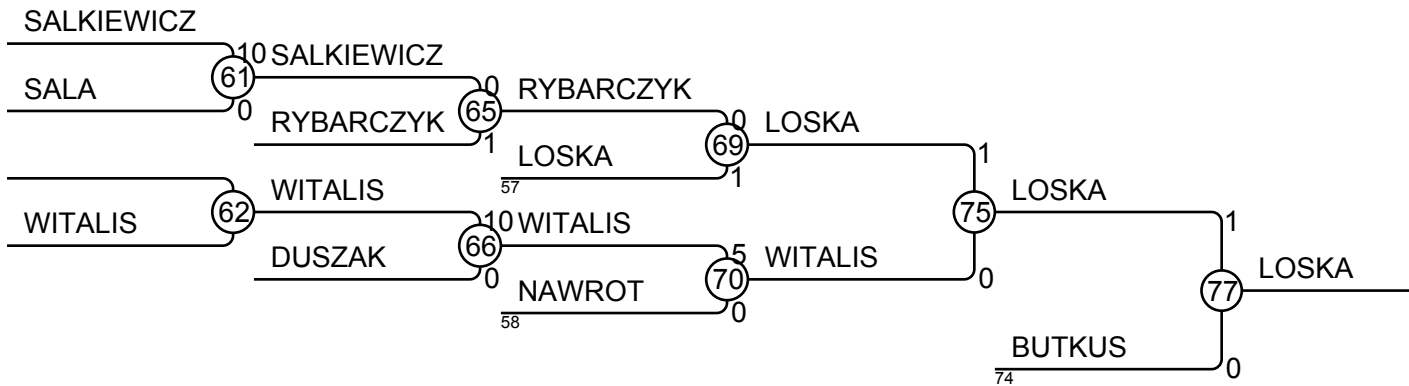 SALKIEWICZ
10 SALKIEWICZ
61
0 RYBARCZYK
SALA
0
65
RYBARCZYK
1
0 LOSKA
69
LOSKA
57
1
1
LOSKA
75
WITALIS
62
WITALIS
10 WITALIS
66
DUSZAK
0
5 WITALIS
70
NAWROT
58
0
0
1
LOSKA
77
BUTKUS
74
0